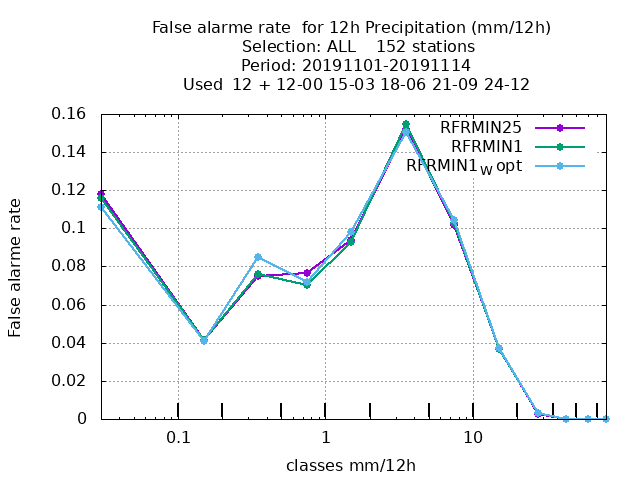 False alarme rate  for 12h Precipitation (mm/12h)
Selection: ALL    152 stations
Period: 20191101-20191114
Used  12 + 12-00 15-03 18-06 21-09 24-12
0.16
0.14
0.12
0.1
0.08
0.06
0.04
0.02
0
False alarme rate
RFRMIN25
RFRMIN1
RFRMIN1W opt
0.1
1
10
classes mm/12h